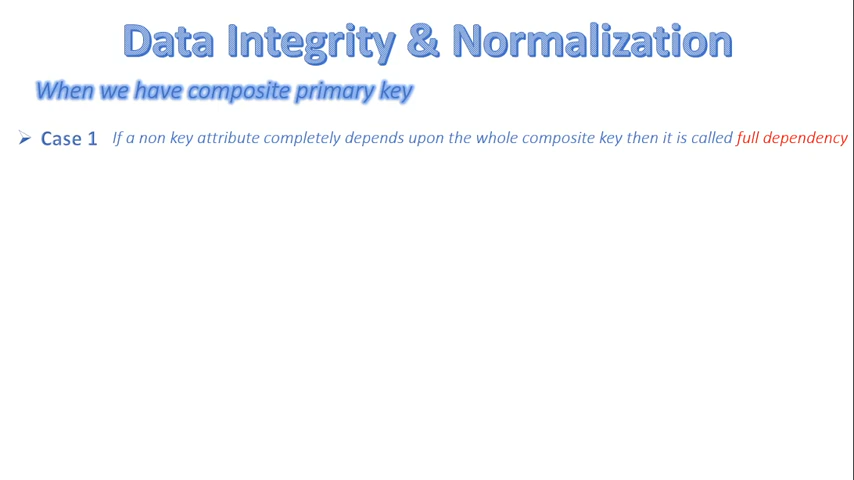 Data Integrity & Normalization
When we have composite primary key
➢ Case 1 If a non key attribute completely depends upon the whole composite key then it is called full dependency